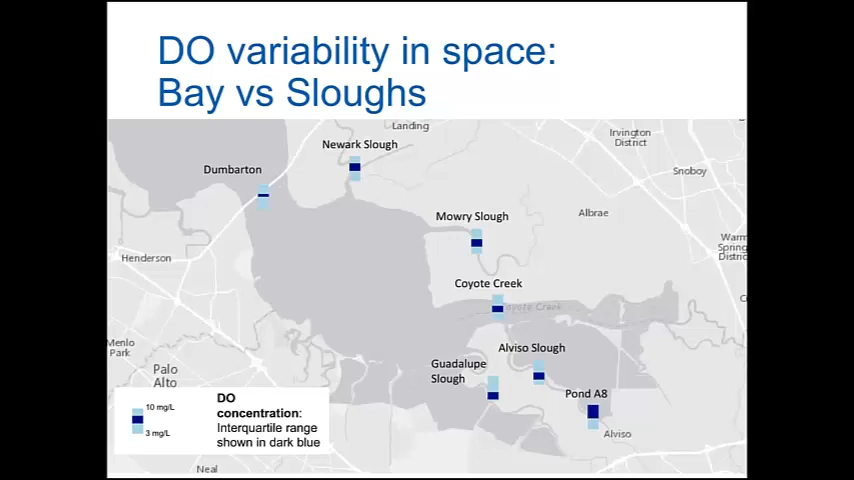 DO variability in space:
Bay vs Sloughs
Landing
Newark Slough
Irvington
District
Dumbarton
Snoboy
Mowry Slough
Albrae
Warm
Spring
District
Henderson
Coyote Creek
Coyote Creek
Menlo
Park
Alviso Slough
Guadalupe
Slough
Palo
Alto
Pond A8
10 mg/L
3 mg/L
DO
concentration:
Interquartile range
shown in dark blue
Alviso
Neal